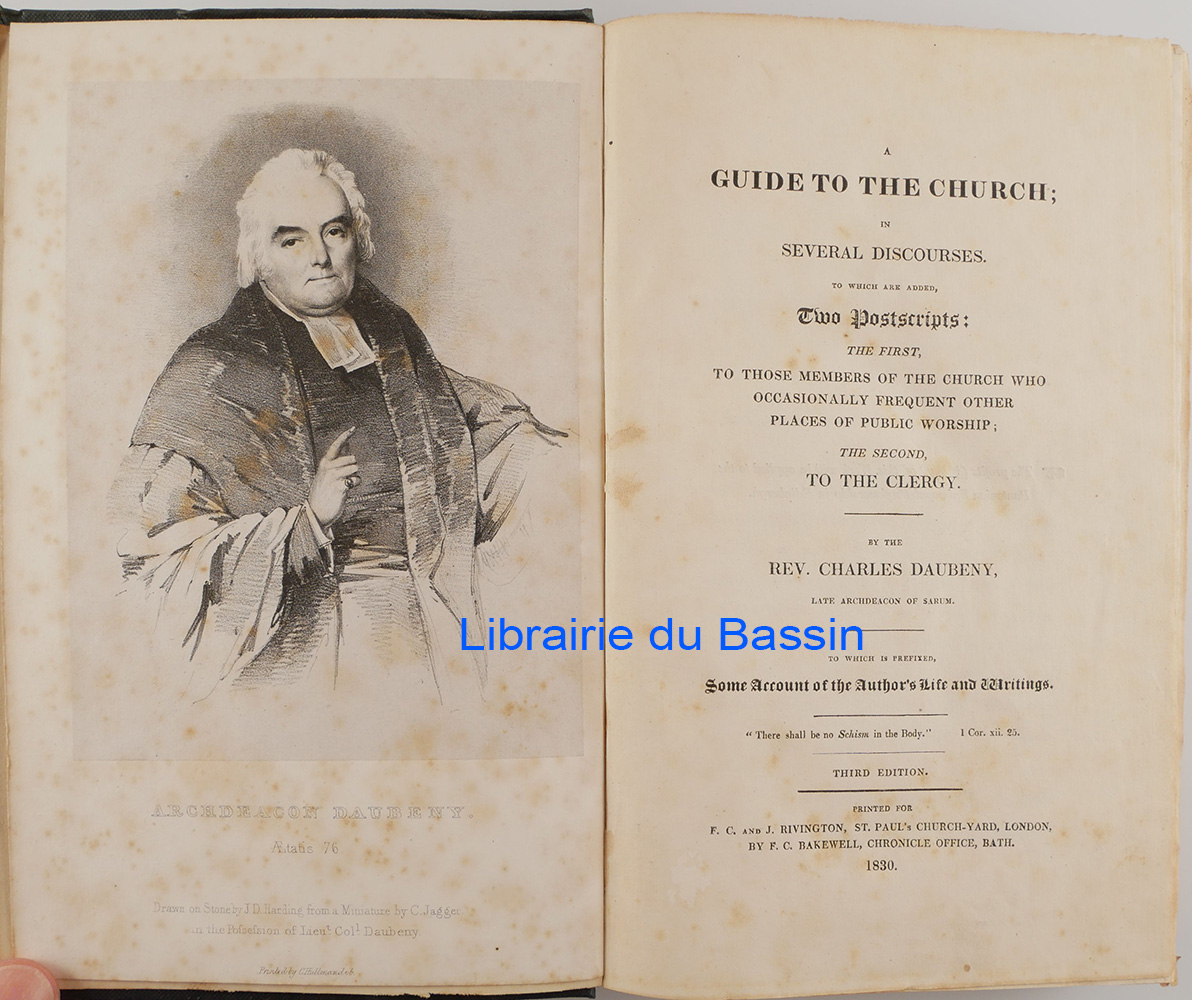 ARCHDEACON DAUBENY.
Ætatis 76
Drawn on Stone by J.D. Harding, from a Miniature by C. Jagger.
in the Possession of Lieut. Coll. Daubeny.
Printed by C. Hullmandel.
A
GUIDE TO THE CHURCH;
IN
SEVERAL DISCOURSES.
TO WHICH ARE ADDED,
Two Postscripts:
THE FIRST,
TO THOSE MEMBERS OF THE CHURCH WHO
OCCASIONALLY FREQUENT OTHER
PLACES OF PUBLIC WORSHIP;
THE SECOND,
TO THE CLERGY.
BY THE
REV. CHARLES DAUBENY,
LATE ARCHDEACON OF SARUM.
Librairie du Bassin
TO WHICH IS PREFIXED,
Some Account of the Author's Life and Writings.
"There shall be no Schism in the Body." 1 Cor. xii. 25.
THIRD EDITION.
PRINTED FOR
F. C. AND J. RIVINGTON, ST. PAUL'S CHURCH-YARD, LONDON,
BY F. C. BAKEWELL, CHRONICLE OFFICE, BATH.
1830.